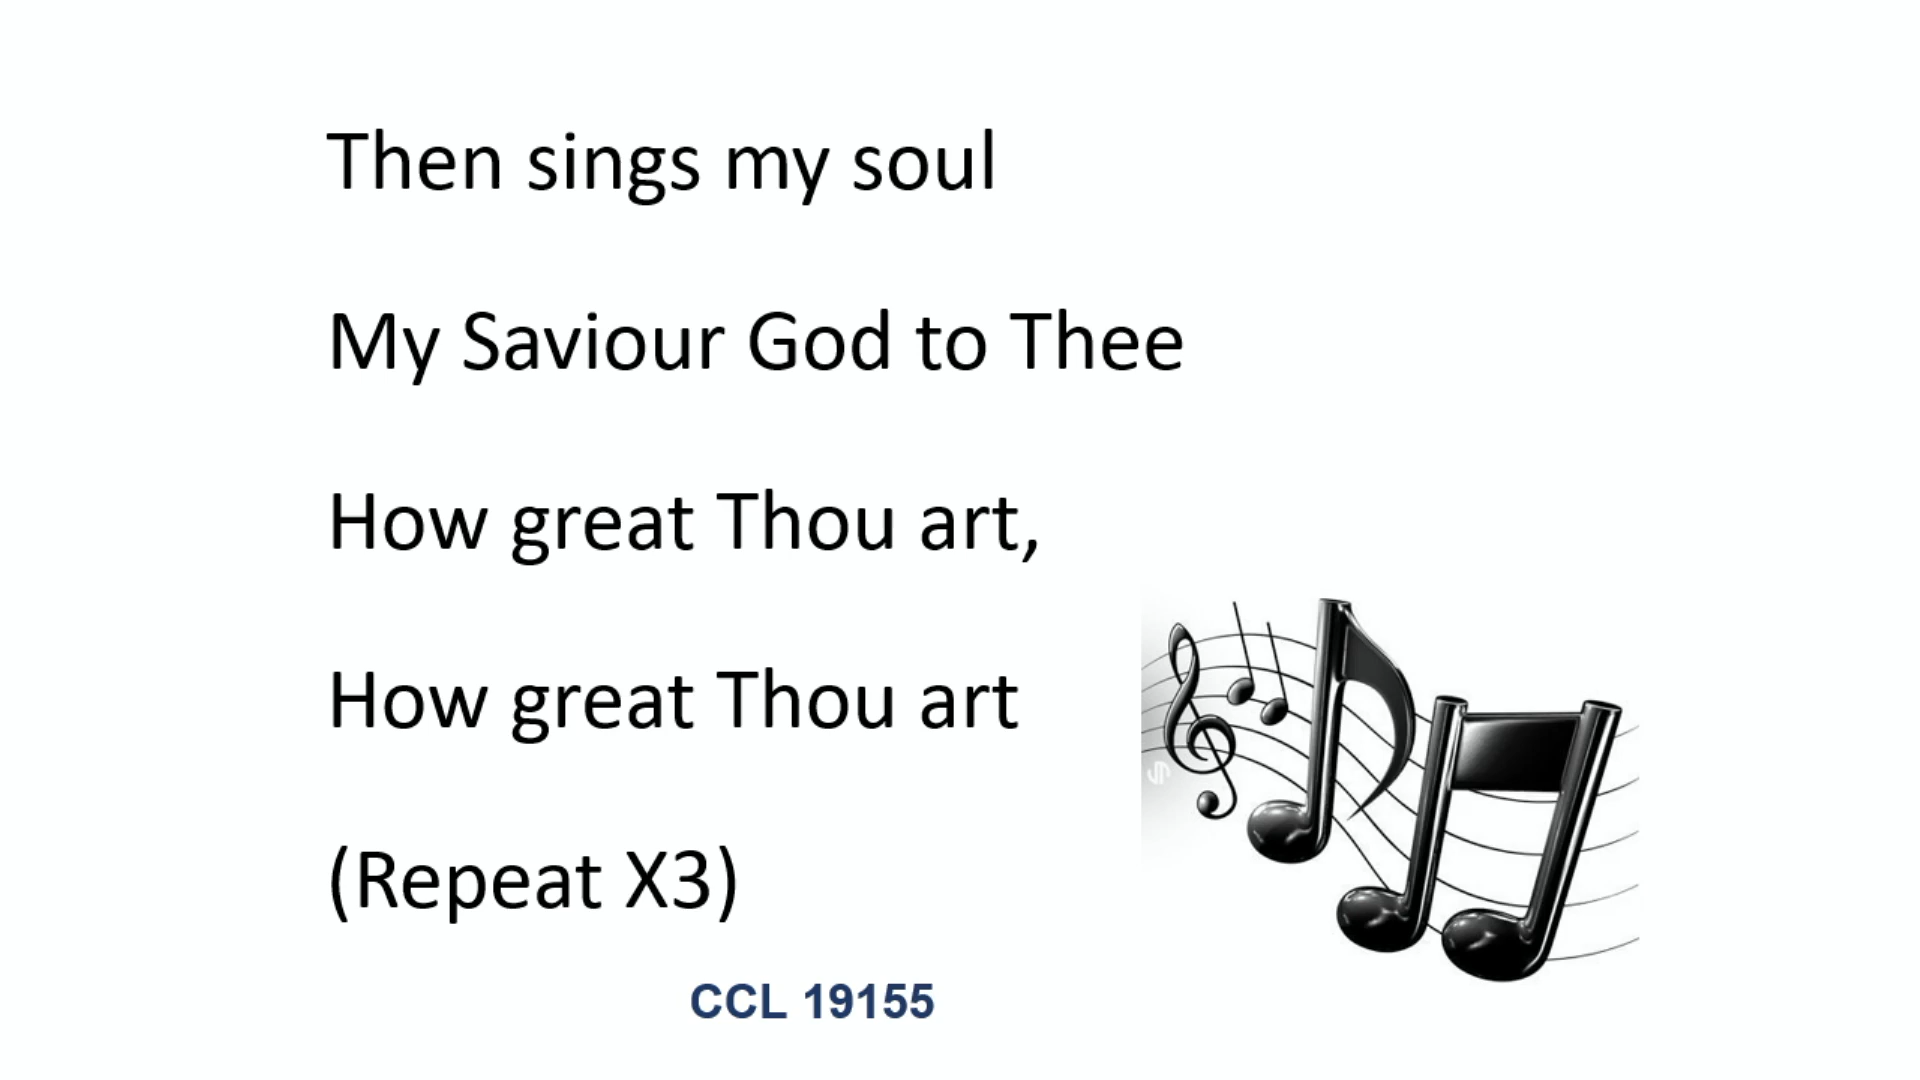 Then sings my soul
My Saviour God to Thee
How great Thou art,
How great Thou art
(Repeat X3)
CCL 19155